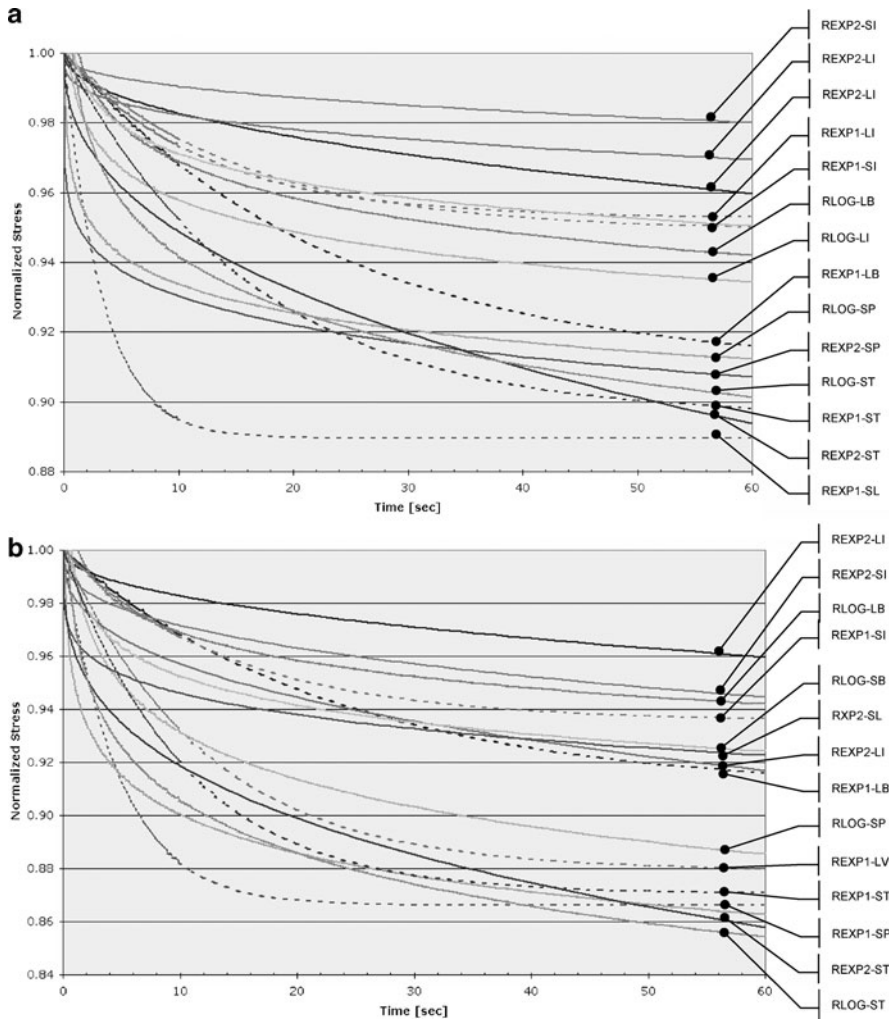 a
1.00
0.98
0.96
0.94
0.92
0.90
0.88
Normalized Stress
0
10
20
30
40
50
60
Time [sec]
REXP2-SI
REXP2-LI
REXP2-LI
REXP1-LI
REXP1-SI
RLOG-LB
RLOG-LI
REXP1-LB
RLOG-SP
REXP2-SP
RLOG-ST
REXP1-ST
REXP2-ST
REXP1-SL
b
1.00
0.98
0.96
0.94
0.92
0.90
0.88
0.86
0.84
Normalized Stress
0
10
20
30
40
50
60
Time [sec]
REXP2-LI
REXP2-SI
RLOG-LB
REXP1-SI
RLOG-SB
RXP2-SL
REXP2-LI
REXP1-LB
RLOG-SP
REXP1-LV
REXP1-ST
REXP1-SP
REXP2-ST
RLOG-ST